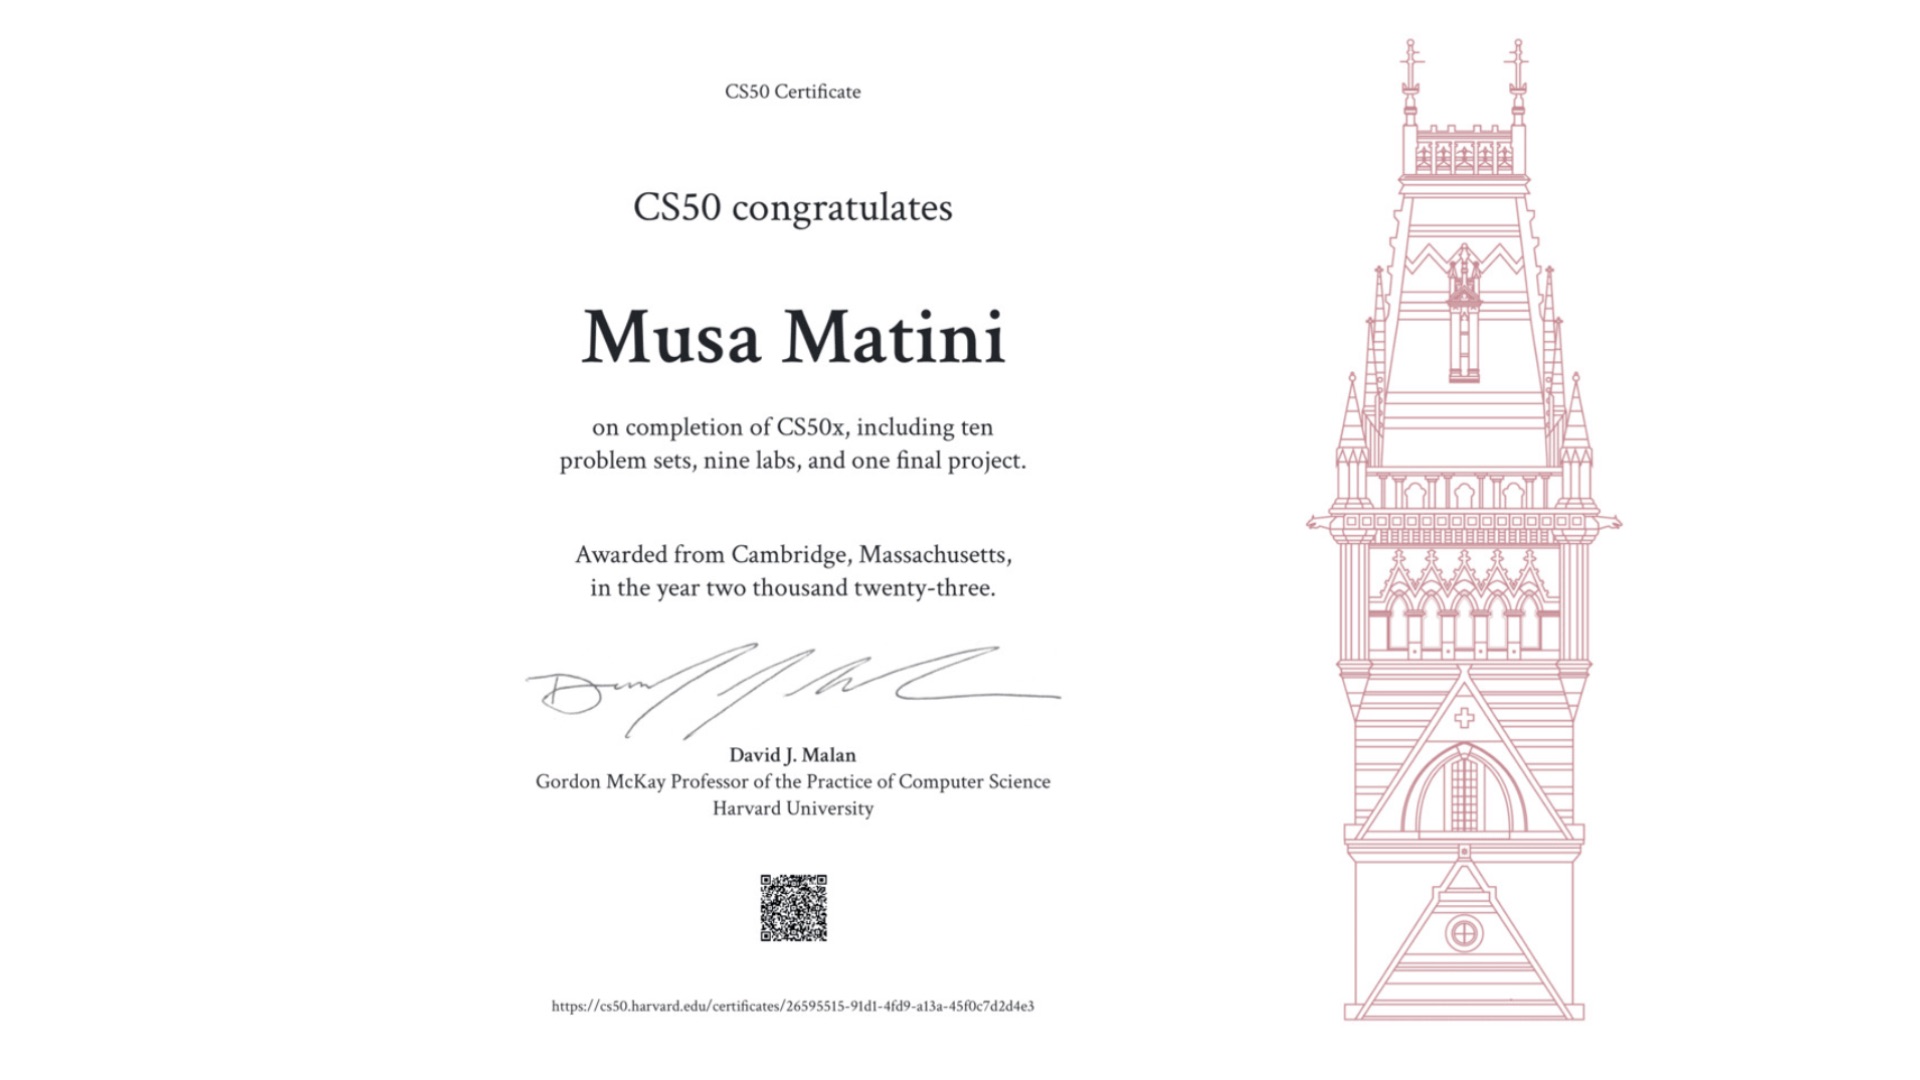 CS50 Certificate
CS50 congratulates
Musa Matini
on completion of CS50x, including ten
problem sets, nine labs, and one final project.
Awarded from Cambridge, Massachusetts,
in the year two thousand twenty-three.
David J. Malan
Gordon McKay Professor of the Practice of Computer Science
Harvard University
https://cs50.harvard.edu/certificates/26595515-91d1-4fd9-a13a-45f0c7d2d4e3